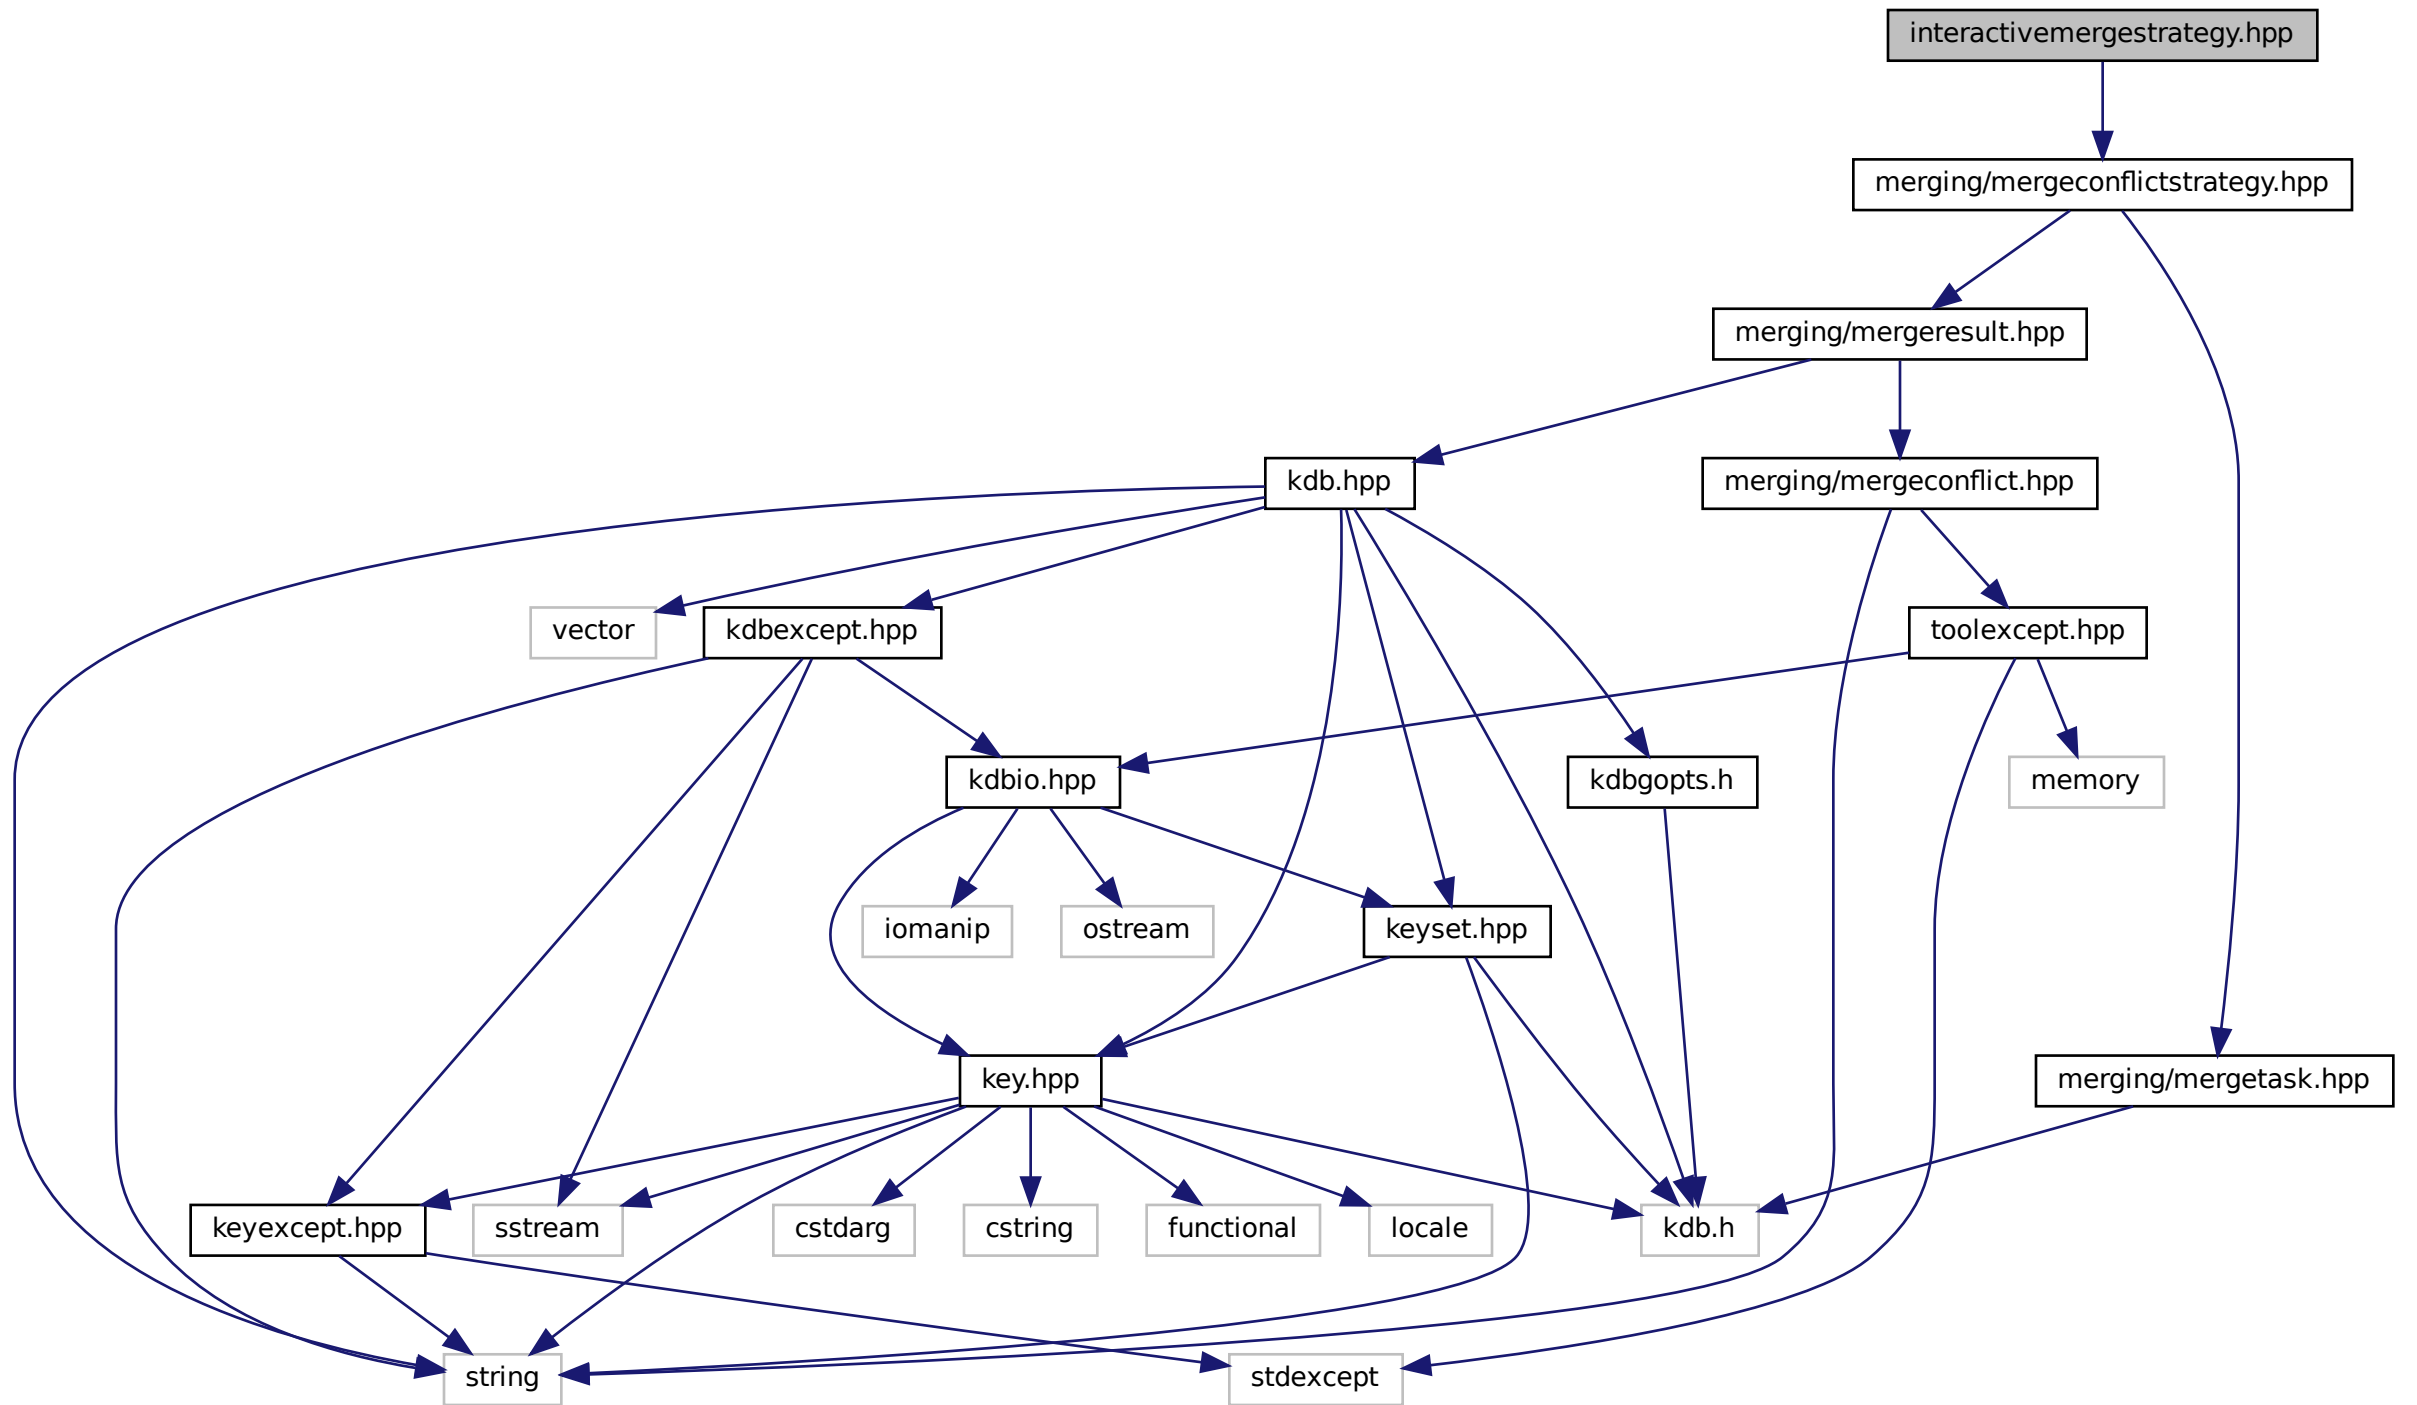 interactivemergestrategy.hpp
merging/mergeconflictstrategy.hpp
merging/mergeresult.hpp
kdb.hpp
merging/mergeconflict.hpp
vector
kdbexcept.hpp
toolexcept.hpp
kdbio.hpp
kdbgopts.h
memory
iomanip
ostream
keyset.hpp
key.hpp
merging/mergetask.hpp
keyexcept.hpp
sstream
cstdarg
cstring
functional
locale
kdb.h
string
stdexcept